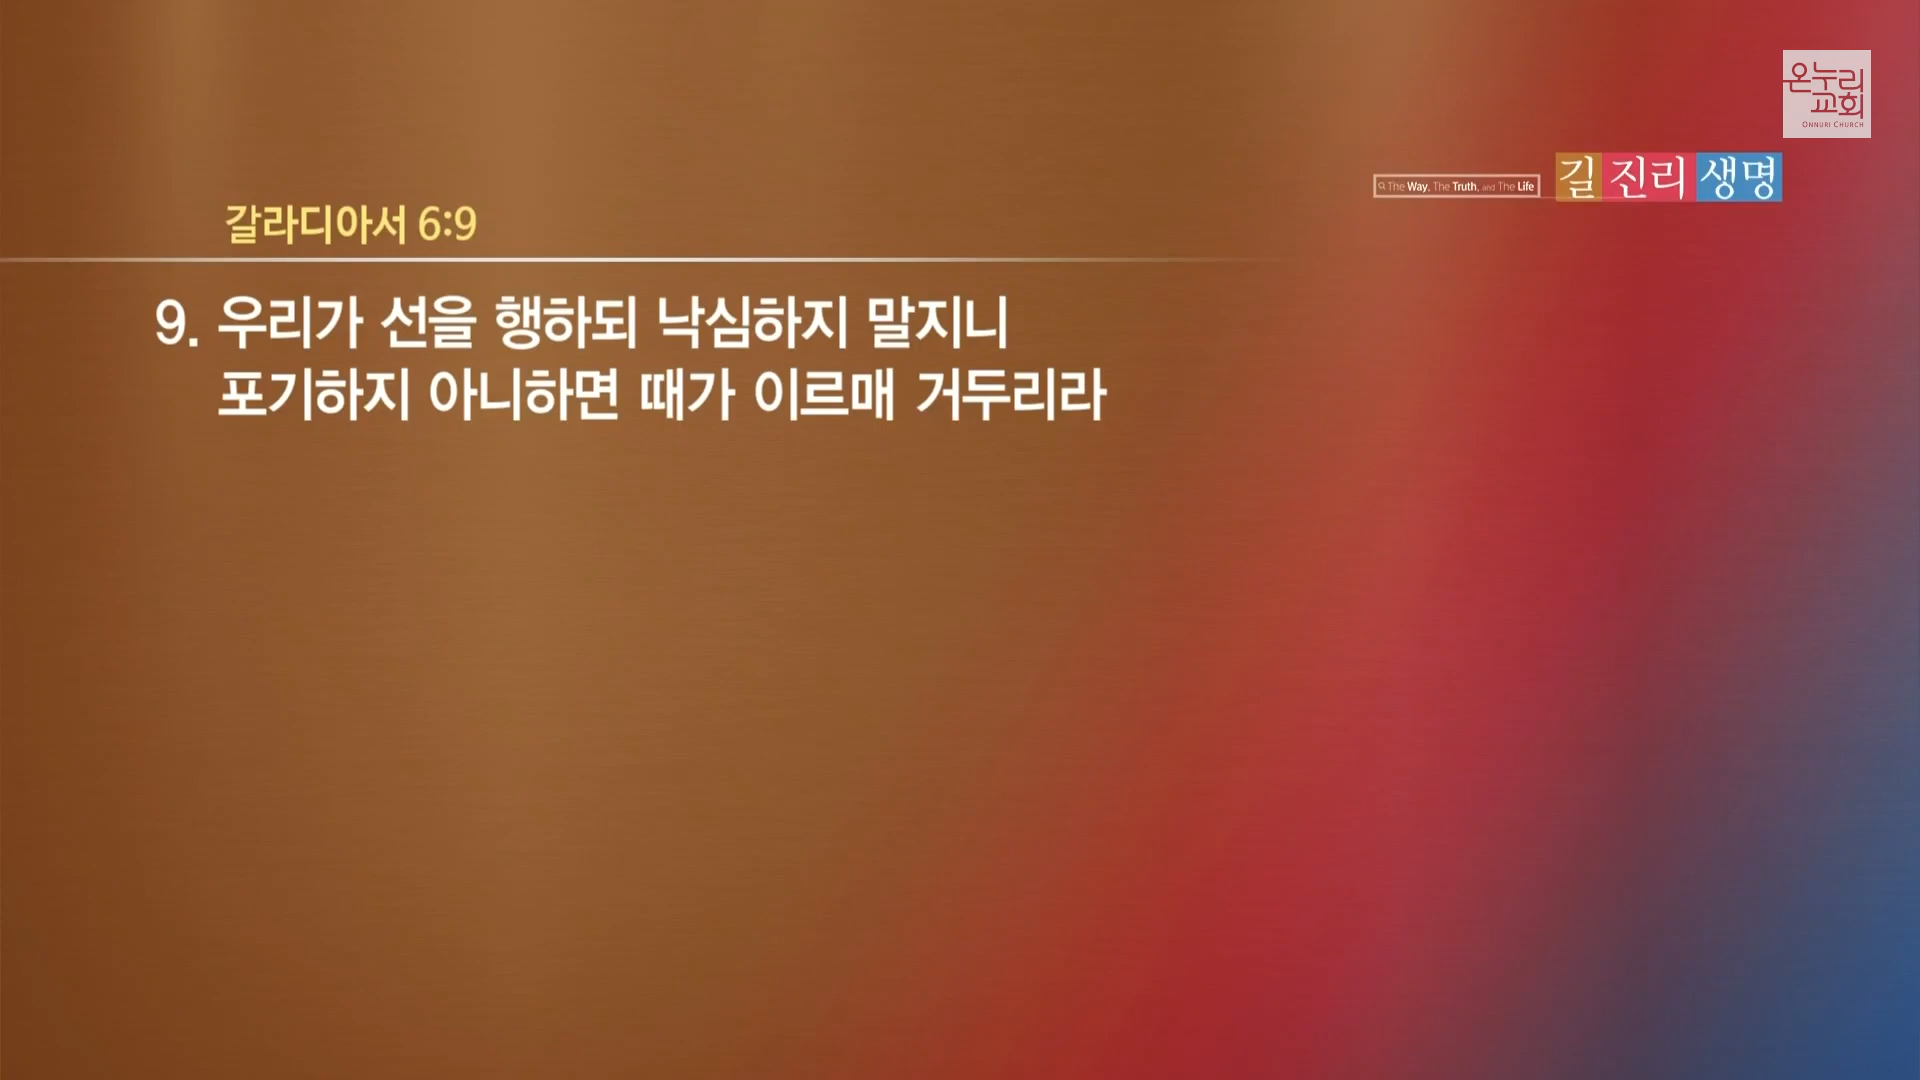 온누리
교회
ONNURI CHURCH
The Way, The Truth, and The Life
길 진리 생명
갈라디아서 6:9
9. 우리가 선을 행하되 낙심하지 말지니
포기하지 아니하면 때가 이르매 거두리라